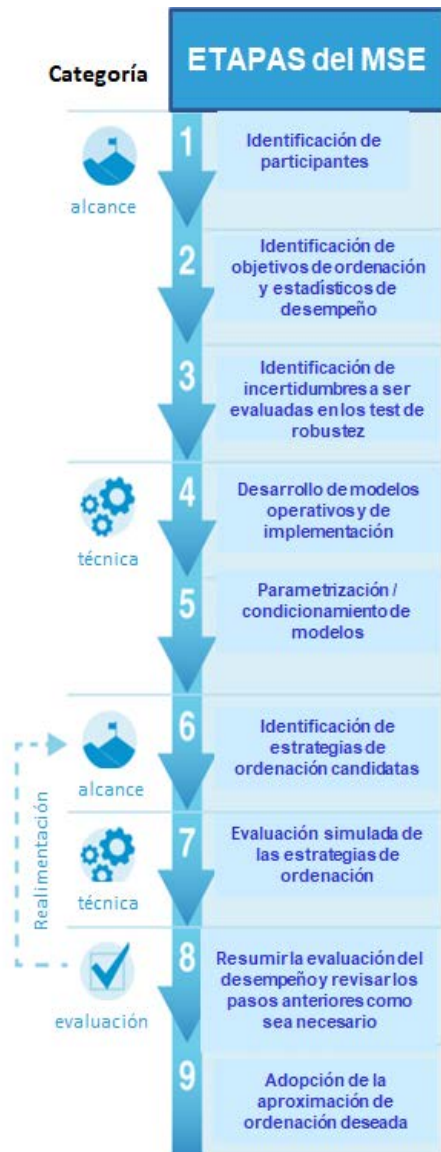 Categoría
ETAPAS del MSE
alcance
1
Identificación de
participantes
2
Identificación de
objetivos de ordenación
y estadísticos de
desempeño
3
Identificación de
incertidumbres a ser
evaluadas en los test de
robustez
técnica
4
Desarrollo de modelos
operativos y de
implementación
5
Parametrización /
condicionamiento de
modelos
Realimentación
alcance
6
Identificación de
estrategias de
ordenación candidatas
técnica
7
Evaluación simulada de
las estrategias de
ordenación
evaluación
8
Resumir la evaluación del
desempeño y revisar los
pasos anteriores como
sea necesario
9
Adopción de la
aproximación de
ordenación deseada